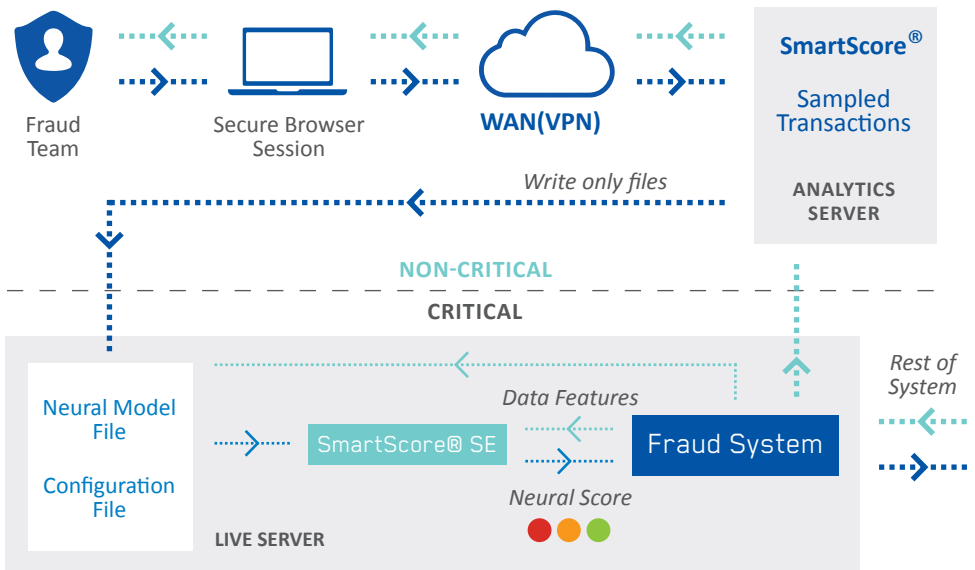 Fraud
Team
Secure Browser
Session
WAN(VPN)
SmartScore®
Sampled
Transactions
ANALYTICS
SERVER
Write only files
NON-CRITICAL
CRITICAL
Neural Model
File
Configuration
File
SmartScore® SE
Data Features
Neural Score
Fraud System
LIVE SERVER
Rest of
System